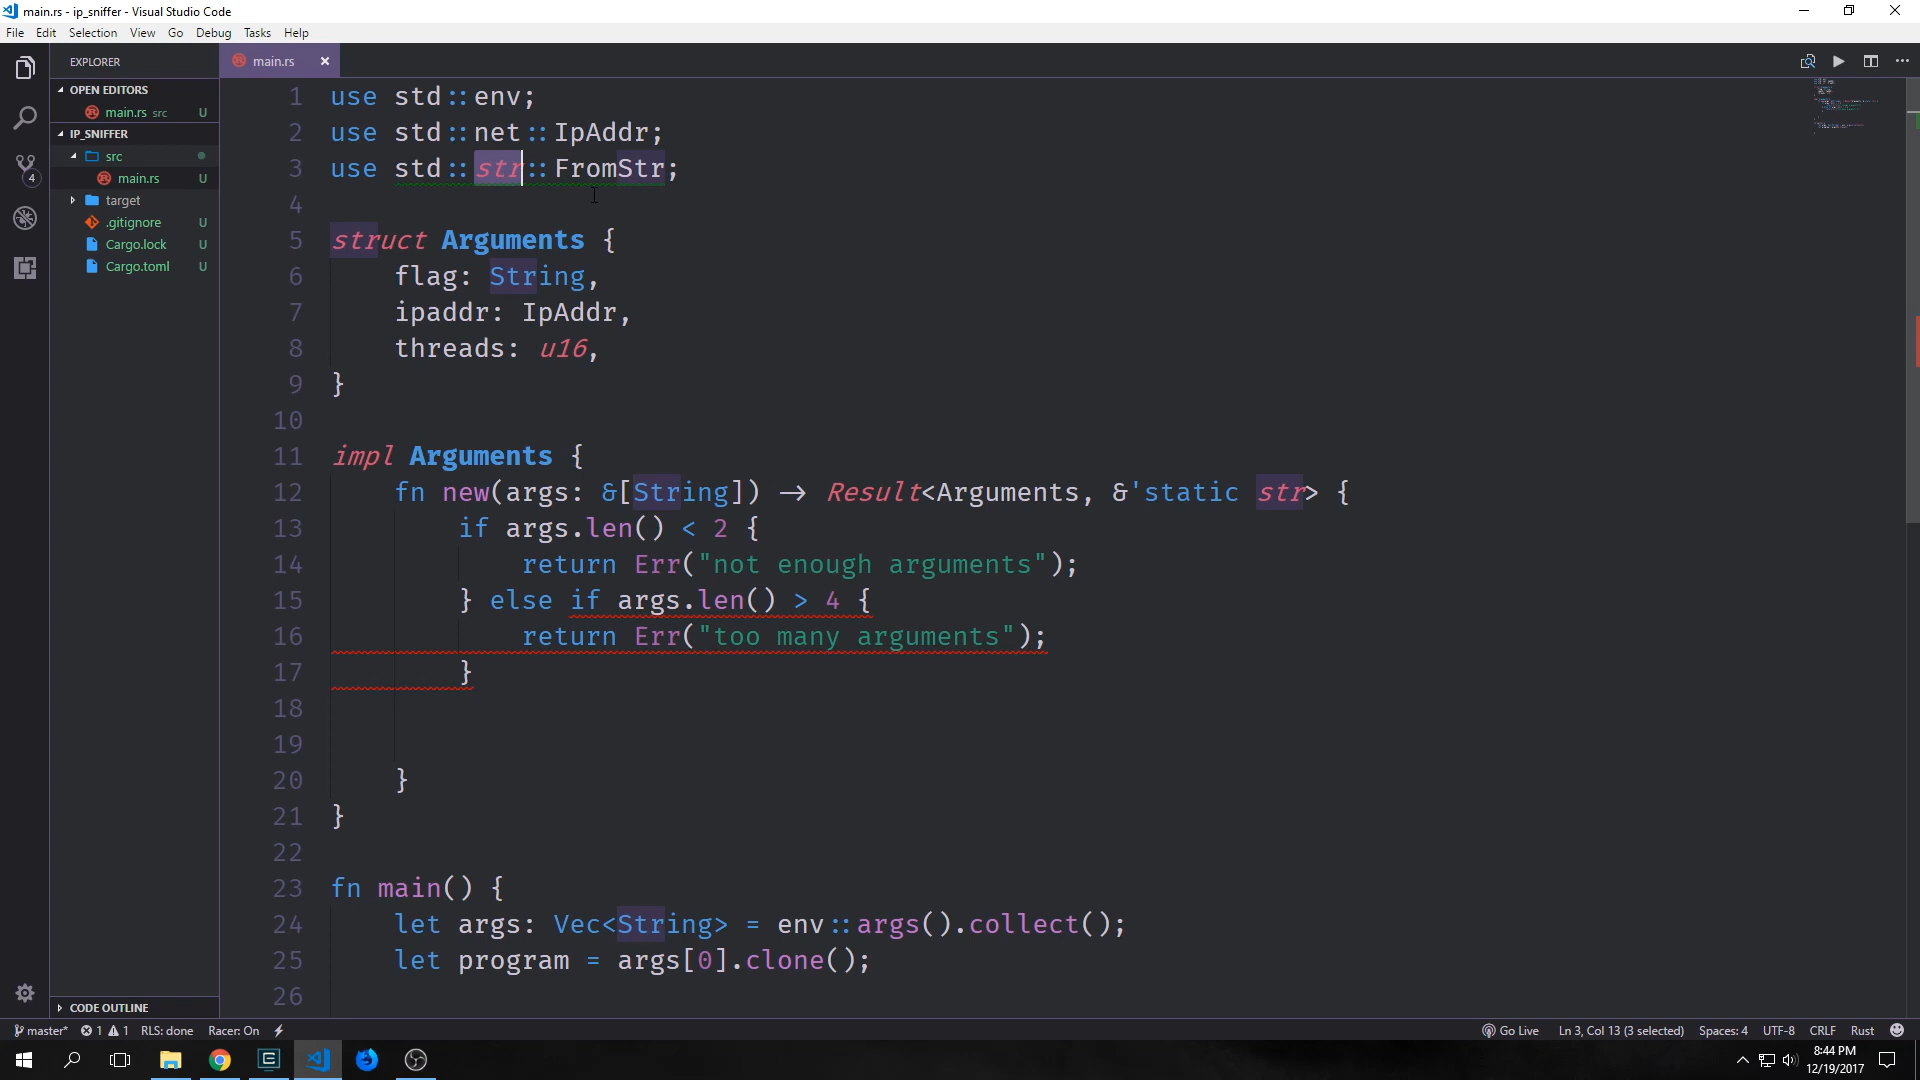 main.rs - ip_sniffer - Visual Studio Code
File Edit Selection View Go Debug Tasks Help
EXPLORER
main.rs ×
OPEN EDITORS
main.rs src U
IP_SNIFFER
src
main.rs U
target
.gitignore U
Cargo.lock U
Cargo.toml U
4
CODE OUTLINE
1 use std::env;
2 use std::net::IpAddr;
3 use std::str::FromStr;
4
5 struct Arguments {
6 flag: String,
7 ipaddr: IpAddr,
8 threads: u16,
9 }
10
11 impl Arguments {
12 fn new(args: &[String]) → Result<Arguments, &'static str> {
13 if args.len() < 2 {
14 return Err("not enough arguments");
15 } else if args.len() > 4 {
16 return Err("too many arguments");
17 }
18
19
20 }
21 }
22
23 fn main() {
24 let args: Vec<String> = env::args().collect();
25 let program = args[0].clone();
26
master* 1 1 RLS: done Racer: On Go Live Ln 3, Col 13 (3 selected) Spaces: 4 UTF-8 CRLF Rust
8:44 PM
12/19/2017